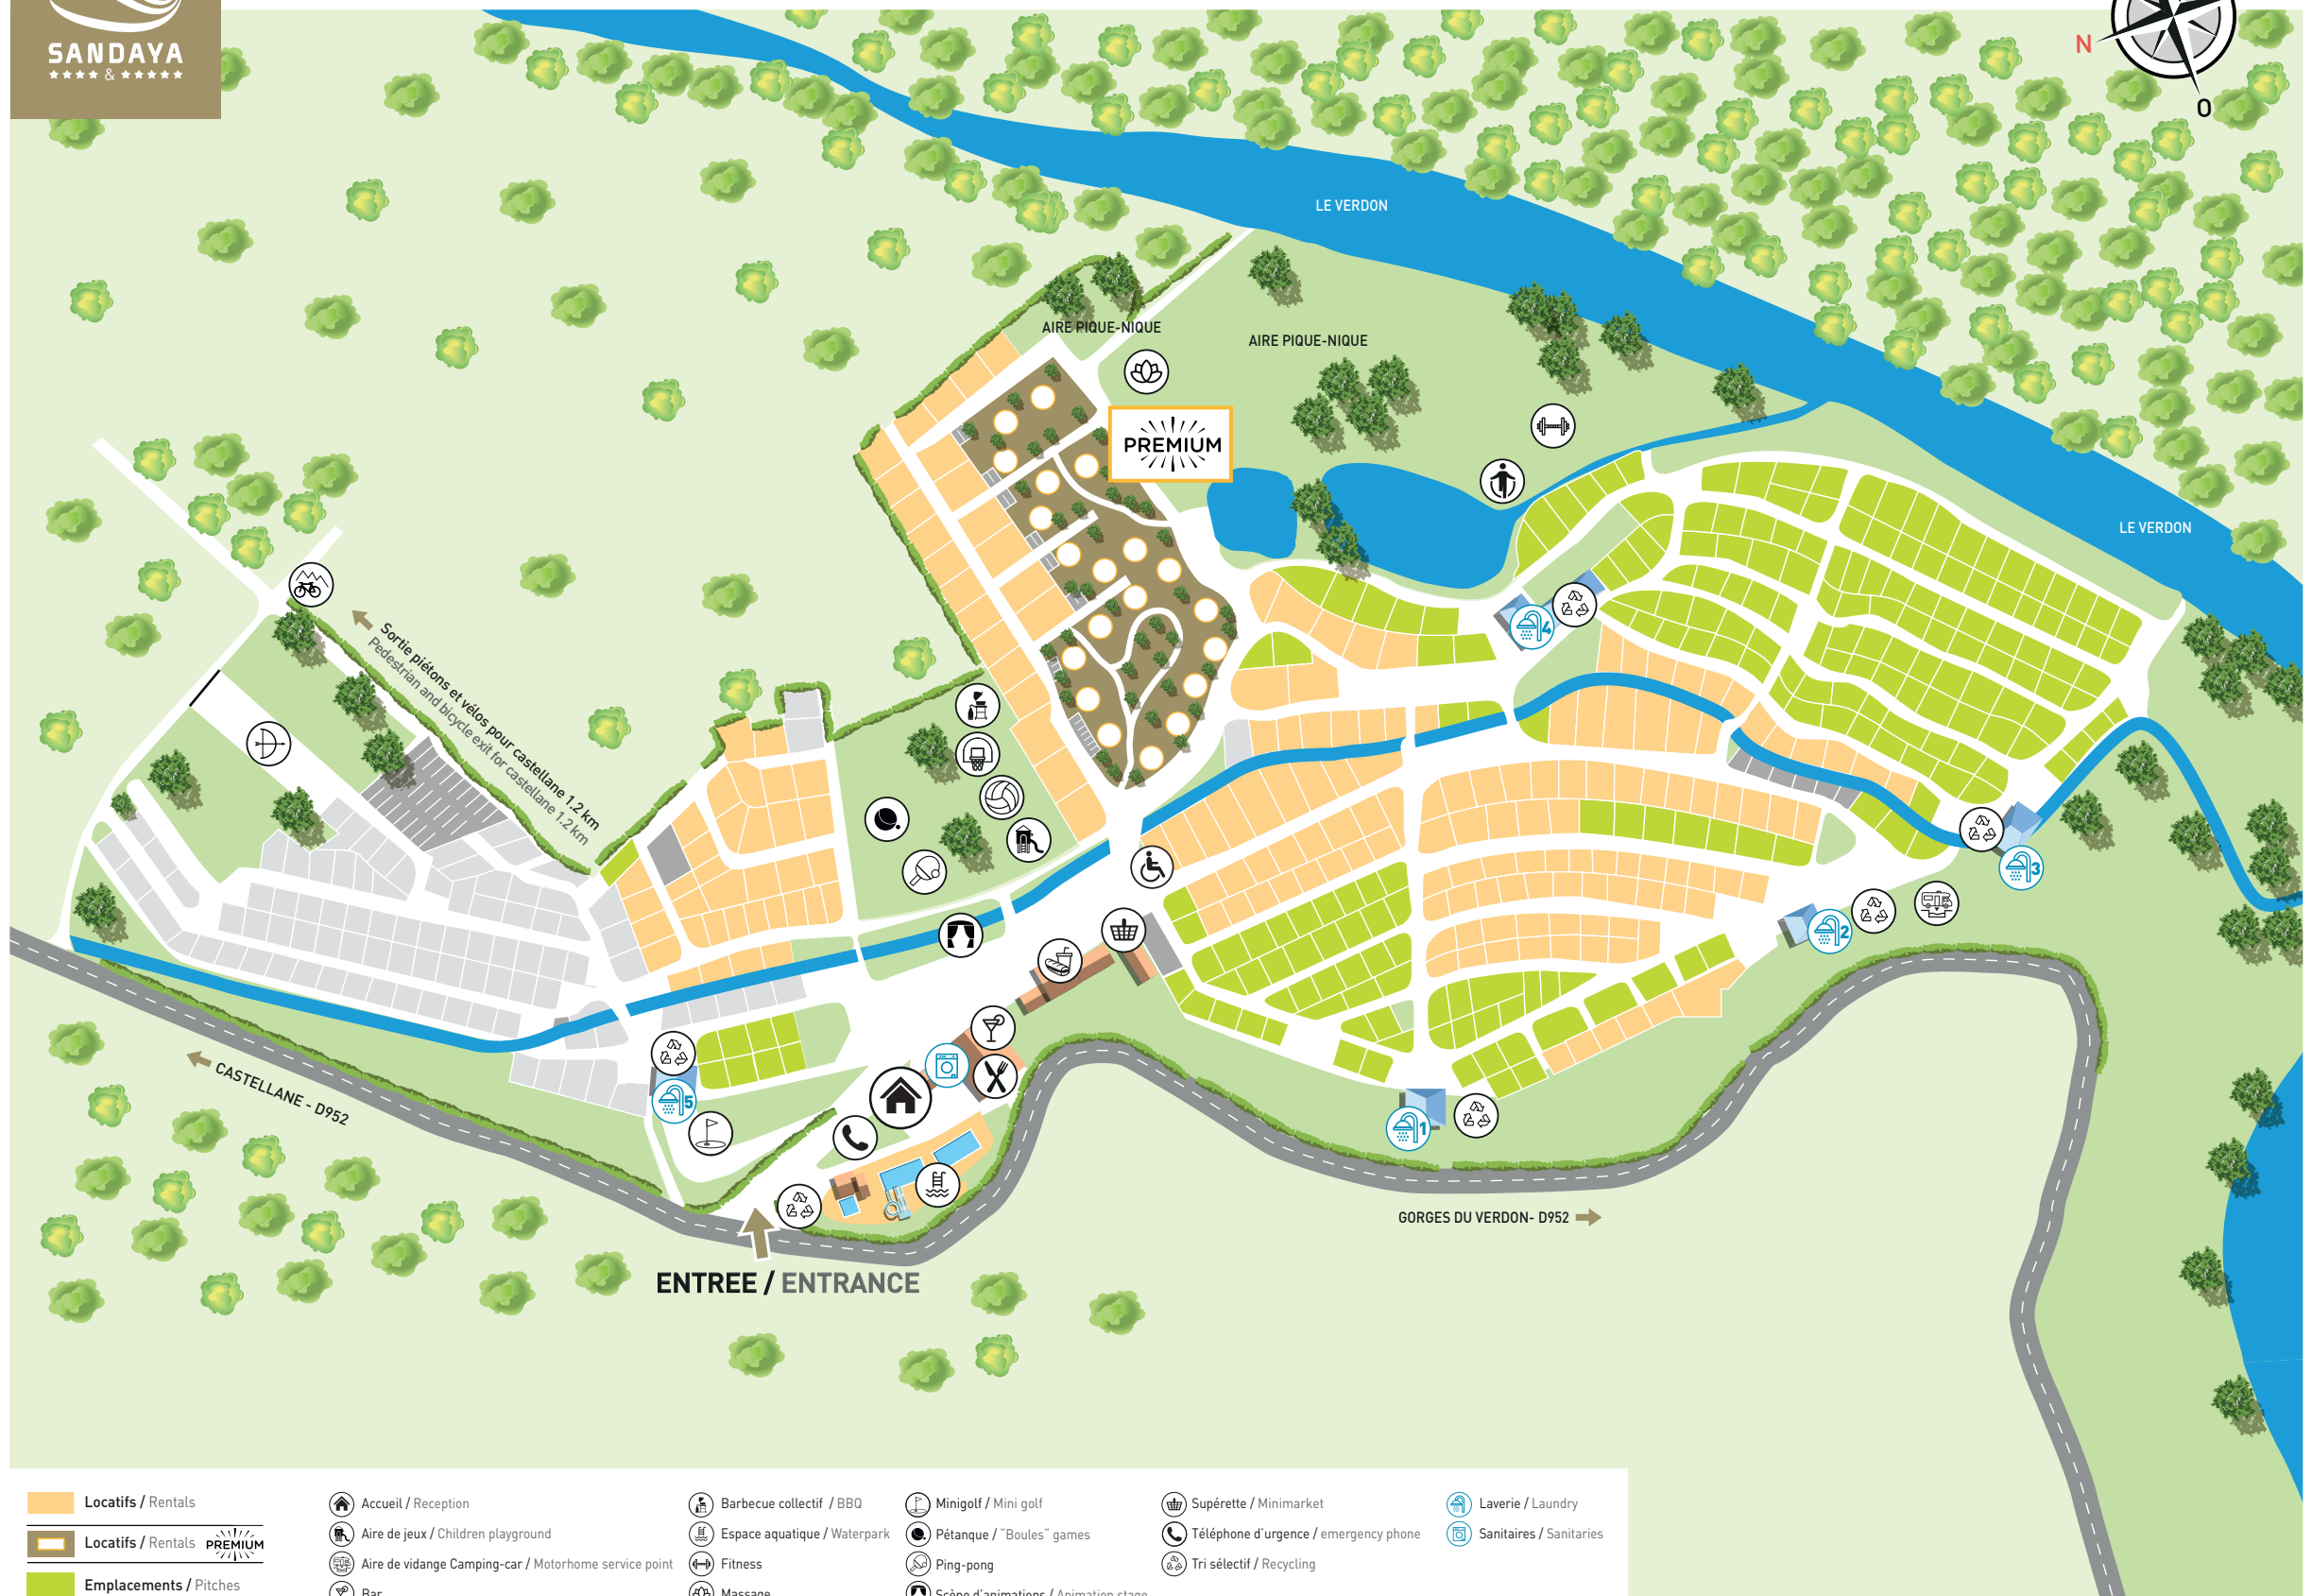 SANDAYA
★★★★ & ★★★★★
N
O
LE VERDON
AIRE PIQUE-NIQUE
AIRE PIQUE-NIQUE
PREMIUM
LE VERDON
Sortie piétons et vélos pour castellane 1.2 km
Pedestrian and bicycle exit for castellane 1.2 km
4
3
2
5
1
CASTELLANE - D952
GORGES DU VERDON- D952
ENTREE / ENTRANCE
Locatifs / Rentals
Locatifs / Rentals PREMIUM
Emplacements / Pitches
Accueil / Reception
Aire de jeux / Children playground
Aire de vidange Camping-car / Motorhome service point
Bar
Barbecue collectif / BBQ
Espace aquatique / Waterpark
Fitness
Massage
Minigolf / Mini golf
Pétanque / "Boules" games
Ping-pong
Scène d'animations / Animation stage
Supérette / Minimarket
Téléphone d'urgence / emergency phone
Tri sélectif / Recycling
Laverie / Laundry
Sanitaires / Sanitaries